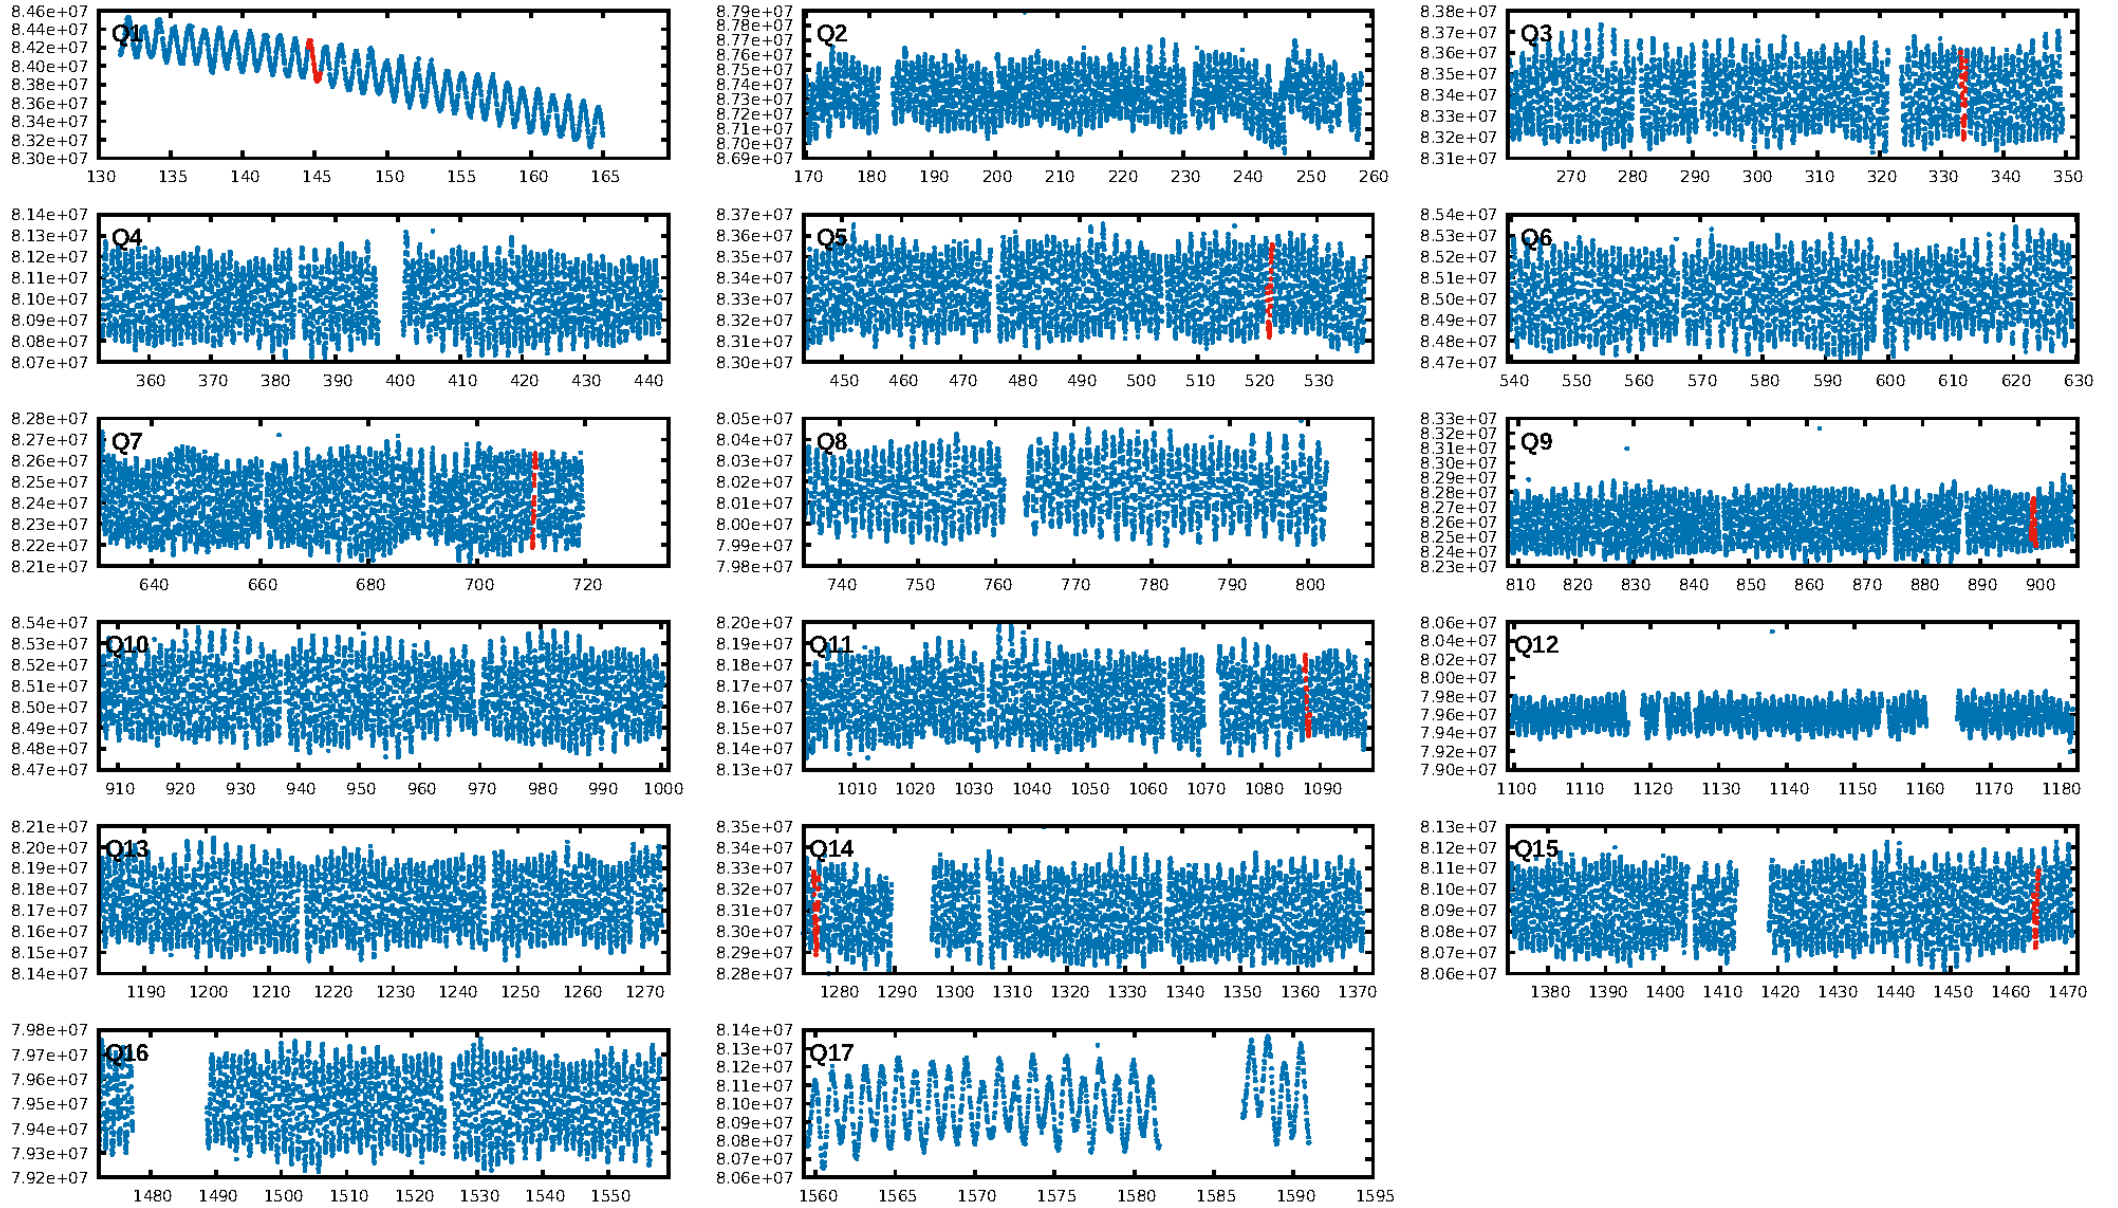 8.46e+07 8.44e+07 8.42e+07 8.40e+07 8.38e+07 8.36e+07 8.34e+07 8.32e+07 8.30e+07
Q1
130 135 140 145 150 155 160 165
8.79e+07 8.78e+07 8.77e+07 8.76e+07 8.75e+07 8.74e+07 8.73e+07 8.72e+07 8.71e+07 8.70e+07 8.69e+07
Q2
170 180 190 200 210 220 230 240 250 260
8.38e+07 8.37e+07 8.36e+07 8.35e+07 8.34e+07 8.33e+07 8.32e+07 8.31e+07
Q3
270 280 290 300 310 320 330 340 350
8.14e+07 8.13e+07 8.12e+07 8.11e+07 8.10e+07 8.09e+07 8.08e+07 8.07e+07
Q4
360 370 380 390 400 410 420 430 440
8.37e+07 8.36e+07 8.35e+07 8.34e+07 8.33e+07 8.32e+07 8.31e+07 8.30e+07
Q5
450 460 470 480 490 500 510 520 530
8.54e+07 8.53e+07 8.52e+07 8.51e+07 8.50e+07 8.49e+07 8.48e+07 8.47e+07
Q6
540 550 560 570 580 590 600 610 620 630
8.28e+07 8.27e+07 8.26e+07 8.25e+07 8.24e+07 8.23e+07 8.22e+07 8.21e+07
Q7
640 660 680 700 720
8.05e+07 8.04e+07 8.03e+07 8.02e+07 8.01e+07 8.00e+07 7.99e+07 7.98e+07
Q8
740 750 760 770 780 790 800
8.33e+07 8.32e+07 8.31e+07 8.30e+07 8.29e+07 8.28e+07 8.27e+07 8.26e+07 8.25e+07 8.24e+07 8.23e+07
Q9
810 820 830 840 850 860 870 880 890 900
8.54e+07 8.53e+07 8.52e+07 8.51e+07 8.50e+07 8.49e+07 8.48e+07 8.47e+07
Q10
910 920 930 940 950 960 970 980 990 1000
8.20e+07 8.19e+07 8.18e+07 8.17e+07 8.16e+07 8.15e+07 8.14e+07 8.13e+07
Q11
1010 1020 1030 1040 1050 1060 1070 1080 1090
8.06e+07 8.04e+07 8.02e+07 8.00e+07 7.98e+07 7.96e+07 7.94e+07 7.92e+07 7.90e+07
Q12
1100 1110 1120 1130 1140 1150 1160 1170 1180
8.21e+07 8.20e+07 8.19e+07 8.18e+07 8.17e+07 8.16e+07 8.15e+07 8.14e+07
Q13
1190 1200 1210 1220 1230 1240 1250 1260 1270
8.35e+07 8.34e+07 8.33e+07 8.32e+07 8.31e+07 8.30e+07 8.29e+07 8.28e+07
Q14
1280 1290 1300 1310 1320 1330 1340 1350 1360 1370
8.13e+07 8.12e+07 8.11e+07 8.10e+07 8.09e+07 8.08e+07 8.07e+07 8.06e+07
Q15
1380 1390 1400 1410 1420 1430 1440 1450 1460 1470
7.98e+07 7.97e+07 7.96e+07 7.95e+07 7.94e+07 7.93e+07 7.92e+07
Q16
1480 1490 1500 1510 1520 1530 1540 1550
8.14e+07 8.13e+07 8.12e+07 8.11e+07 8.10e+07 8.09e+07 8.08e+07 8.07e+07 8.06e+07
Q17
1560 1565 1570 1575 1580 1585 1590 1595